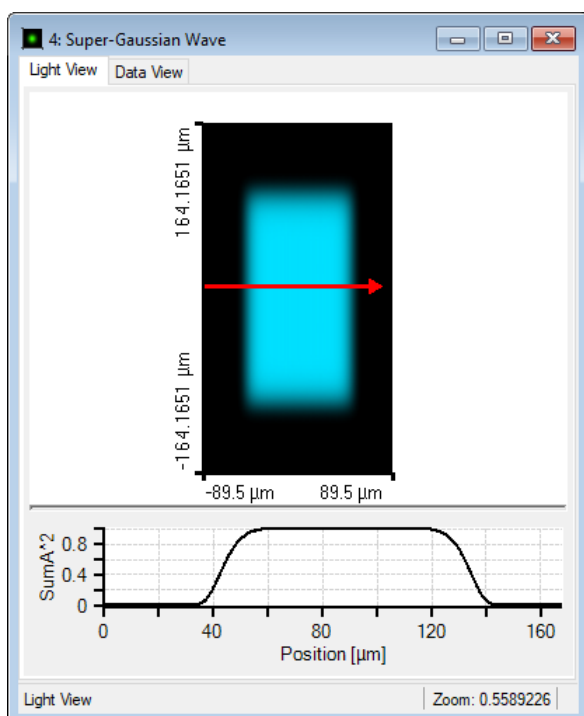 4: Super-Gaussian Wave
Light View Data View
164.1651 µm
-164.1651 µm
-89.5 µm 89.5 µm
SumA^2
0.8
0.4
0
0 40 80 120 160
Position [µm]
Light View Zoom: 0.5589226